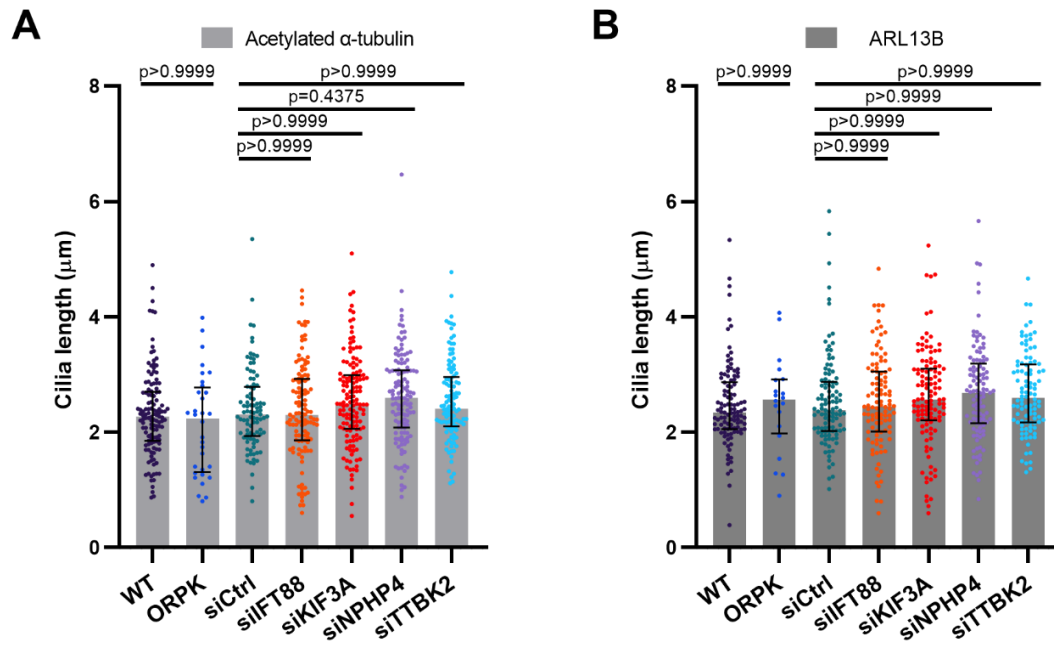 A
Acetylated α-tubulin
p>0.9999
p>0.9999
p=0.4375
p>0.9999
p>0.9999
Cilia length (μm)
8
6
4
2
0
WT
ORPK
siCtrl
siIFT88
siKIF3A
siNPHP4
siTTBK2
B
ARL13B
p>0.9999
p>0.9999
p>0.9999
p>0.9999
p>0.9999
Cilia length (μm)
8
6
4
2
0
WT
ORPK
siCtrl
siIFT88
siKIF3A
siNPHP4
siTTBK2